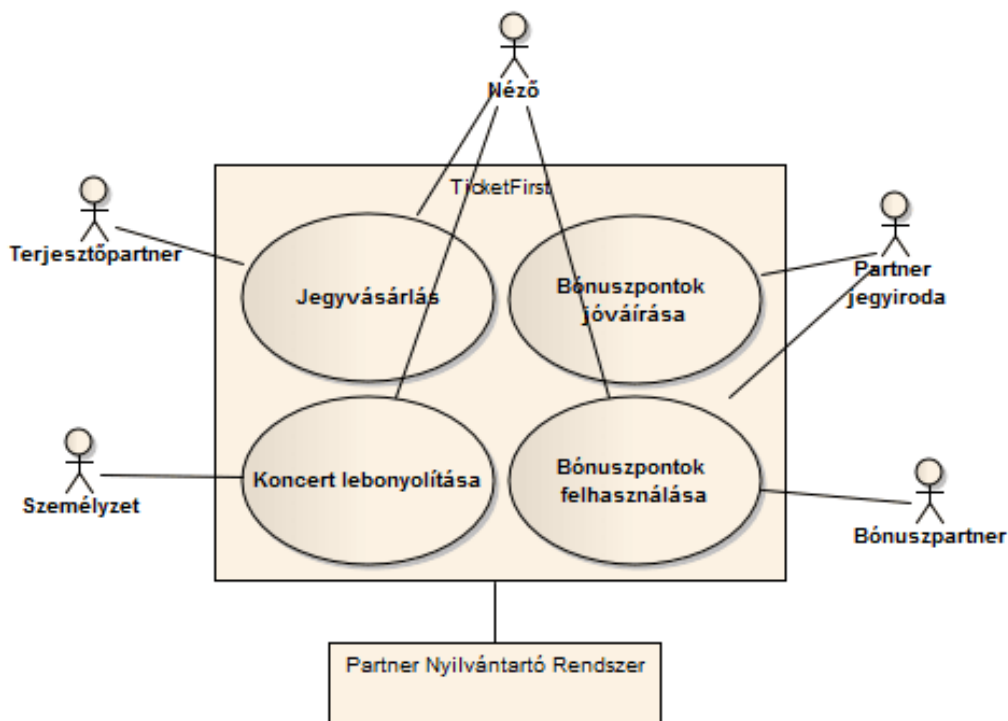 Néző
TicketFirst
Terjesztőpartner
Partner
jegyiroda
Jegyvásárlás
Bónuszpontok
jóváírása
Koncert lebonyolítása
Bónuszpontok
felhasználása
Személyzet
Bónuszpartner
Partner Nyilvántartó Rendszer